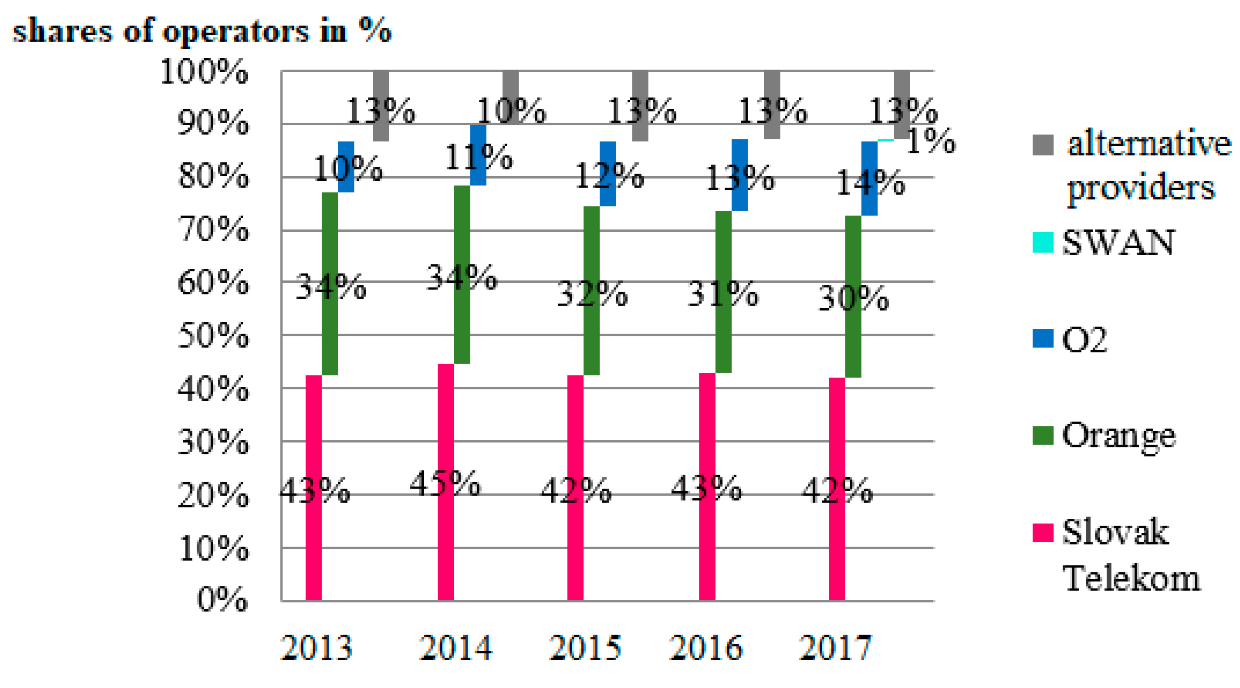 shares of operators in %
100%
90%
80%
70%
60%
50%
40%
30%
20%
10%
0%
13% 10% 13% 13% 13%
1%
10% 11% 12% 13% 14%
34% 34% 32% 31% 30%
43% 45% 42% 43% 42%
2013 2014 2015 2016 2017
alternative
providers
SWAN
O2
Orange
Slovak
Telekom